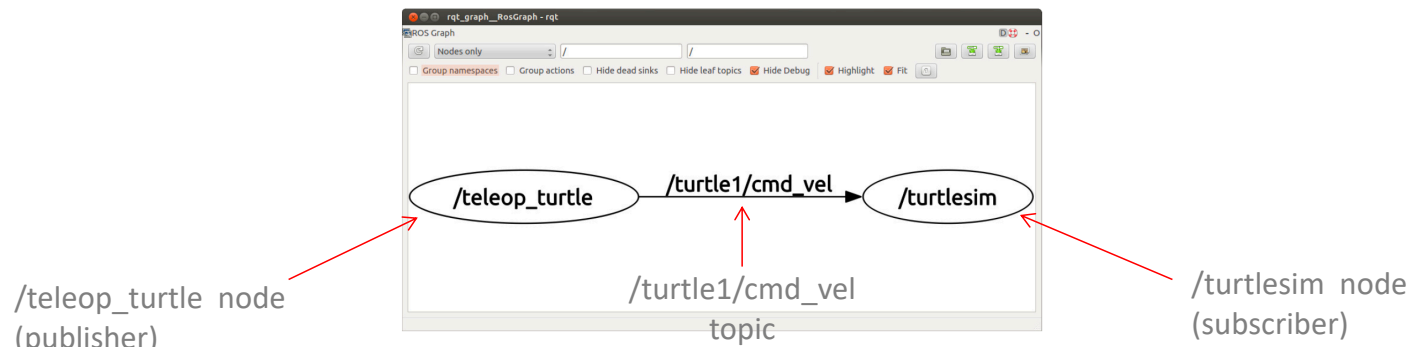 rqt_graph__RosGraph - rqt
ROS Graph
D - O
Nodes only / /
Group namespaces Group actions Hide dead sinks Hide leaf topics Hide Debug Highlight Fit
/teleop_turtle
/turtle1/cmd_vel
/turtlesim
/teleop_turtle node
(publisher)
/turtle1/cmd_vel
topic
/turtlesim node
(subscriber)